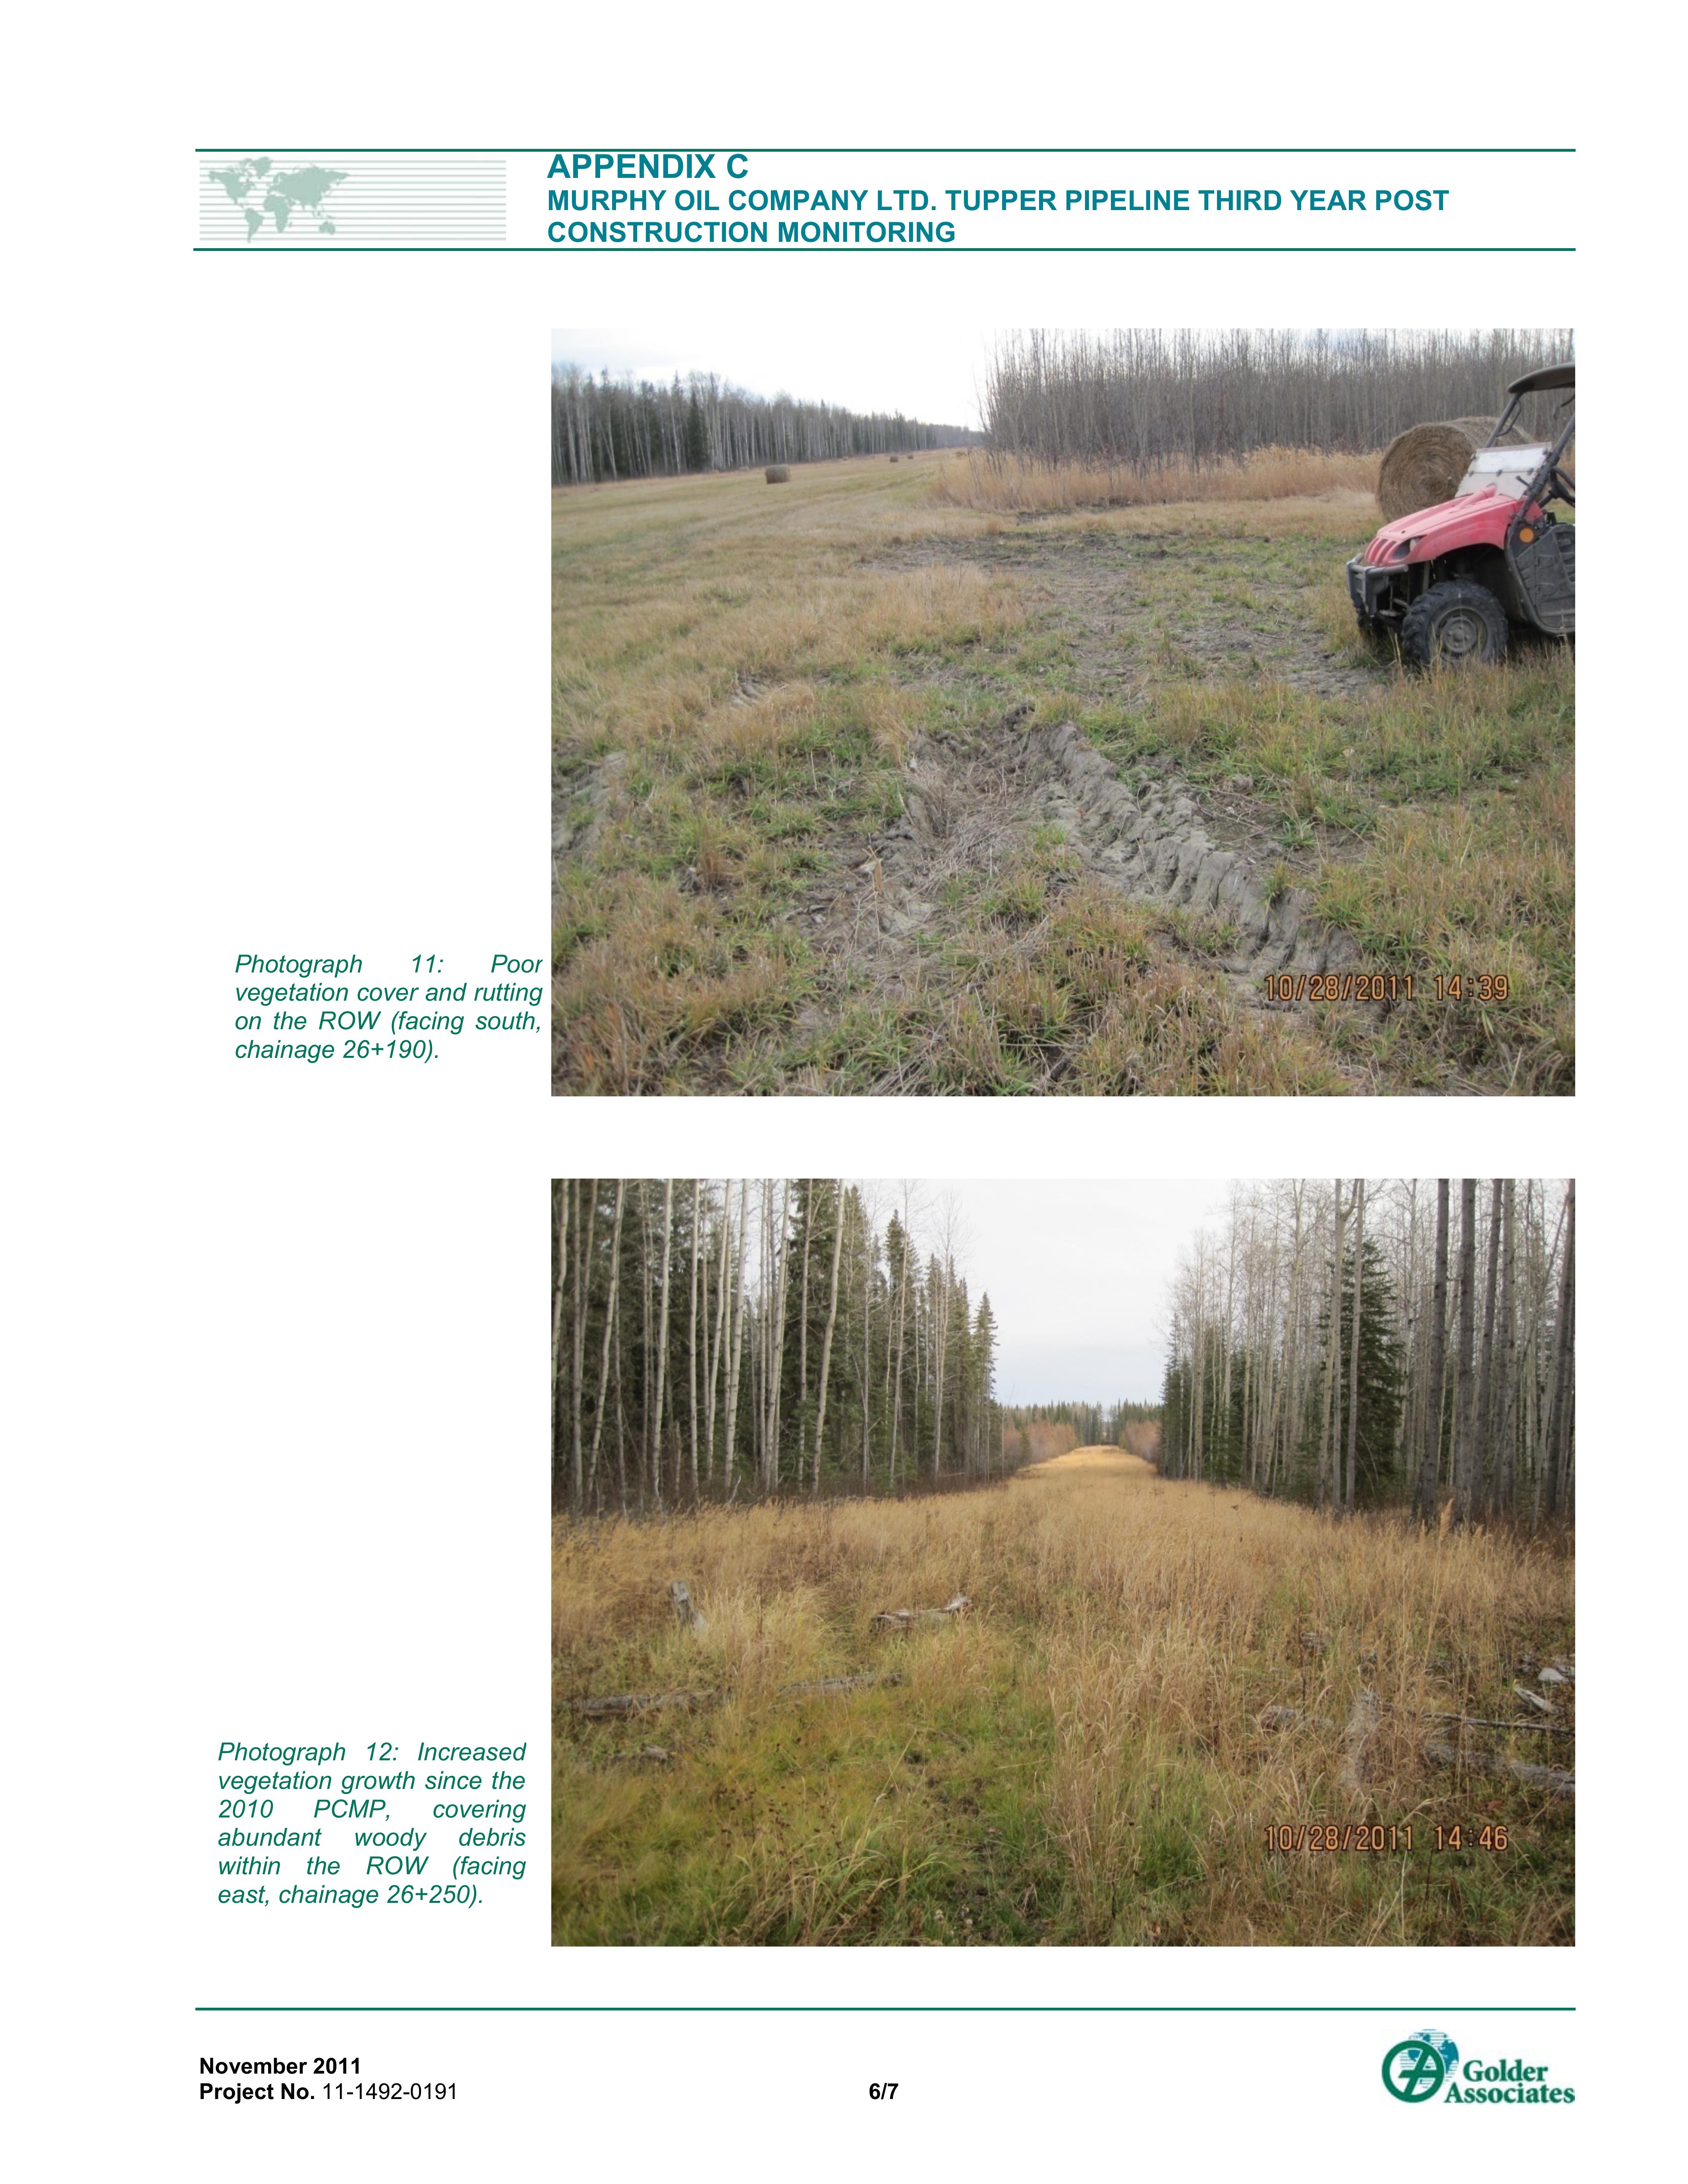 APPENDIX C
MURPHY OIL COMPANY LTD. TUPPER PIPELINE THIRD YEAR POST
CONSTRUCTION MONITORING
10/28/2011 14:39
Photograph 11: Poor
vegetation cover and rutting
on the ROW (facing south,
chainage 26+190).
10/28/2011 14:46
Photograph 12: Increased
vegetation growth since the
2010 PCMP, covering
abundant woody debris
within the ROW (facing
east, chainage 26+250).
November 2011
Project No. 11-1492-0191
6/7
Golder
Associates